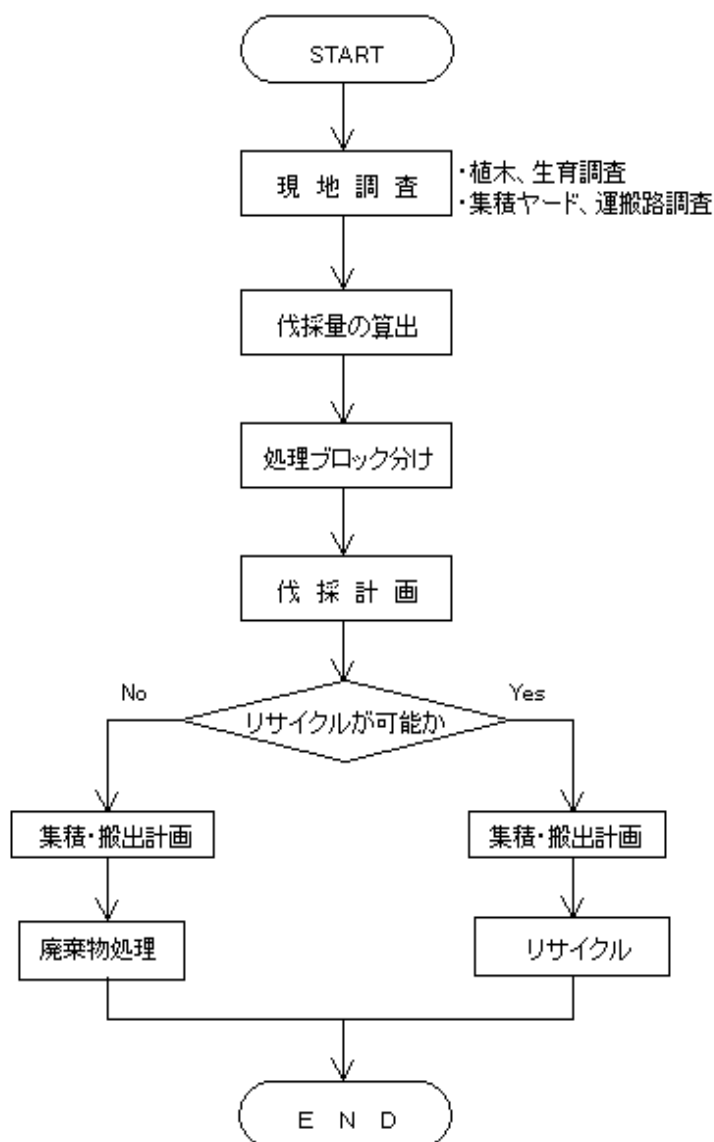 START
現地調査
・植木、生育調査
・集積ヤード、運搬路調査
伐採量の算出
処理ブロック分け
伐採計画
No
Yes
リサイクルが可能か
集積・搬出計画
集積・搬出計画
廃棄物処理
リサイクル
END